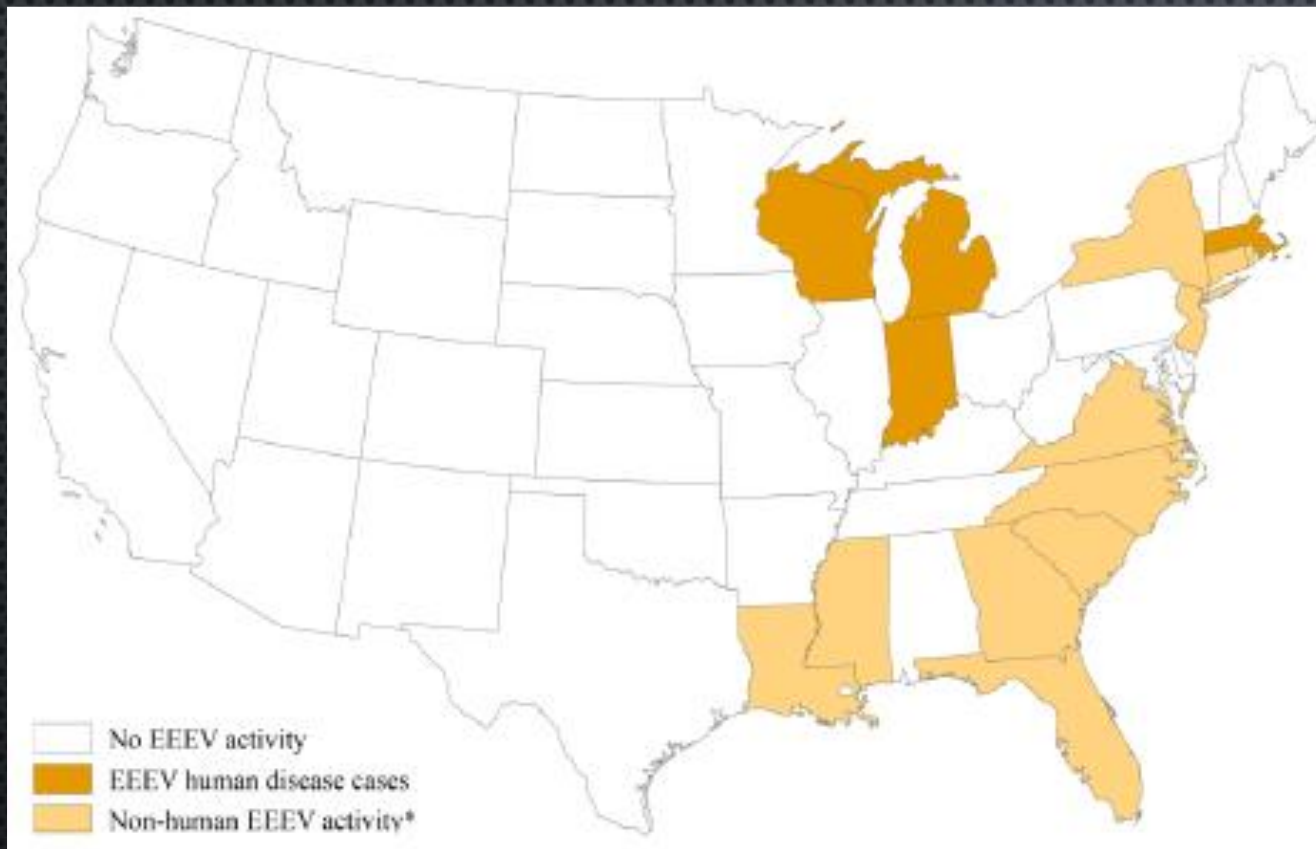 No EEEV activity
EEEV human disease cases
Non-human EEEV activity*